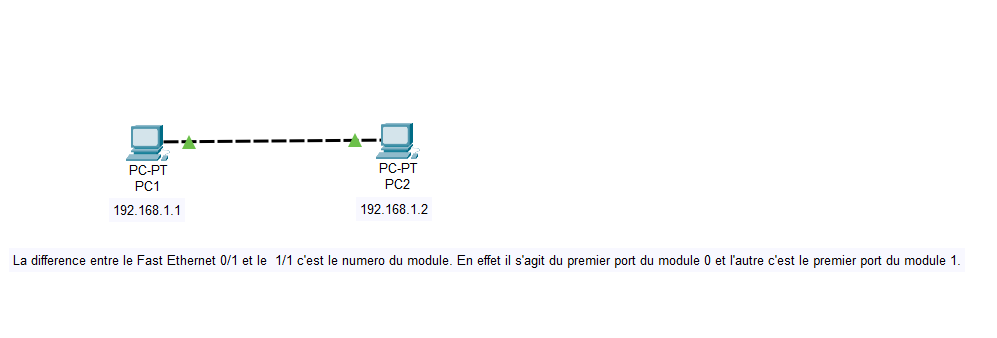 PC-PT PC-PT
PC1 PC2
192.168.1.1 192.168.1.2
La difference entre le Fast Ethernet 0/1 et le 1/1 c'est le numero du module. En effet il s'agit du premier port du module 0 et l'autre c'est le premier port du module 1.